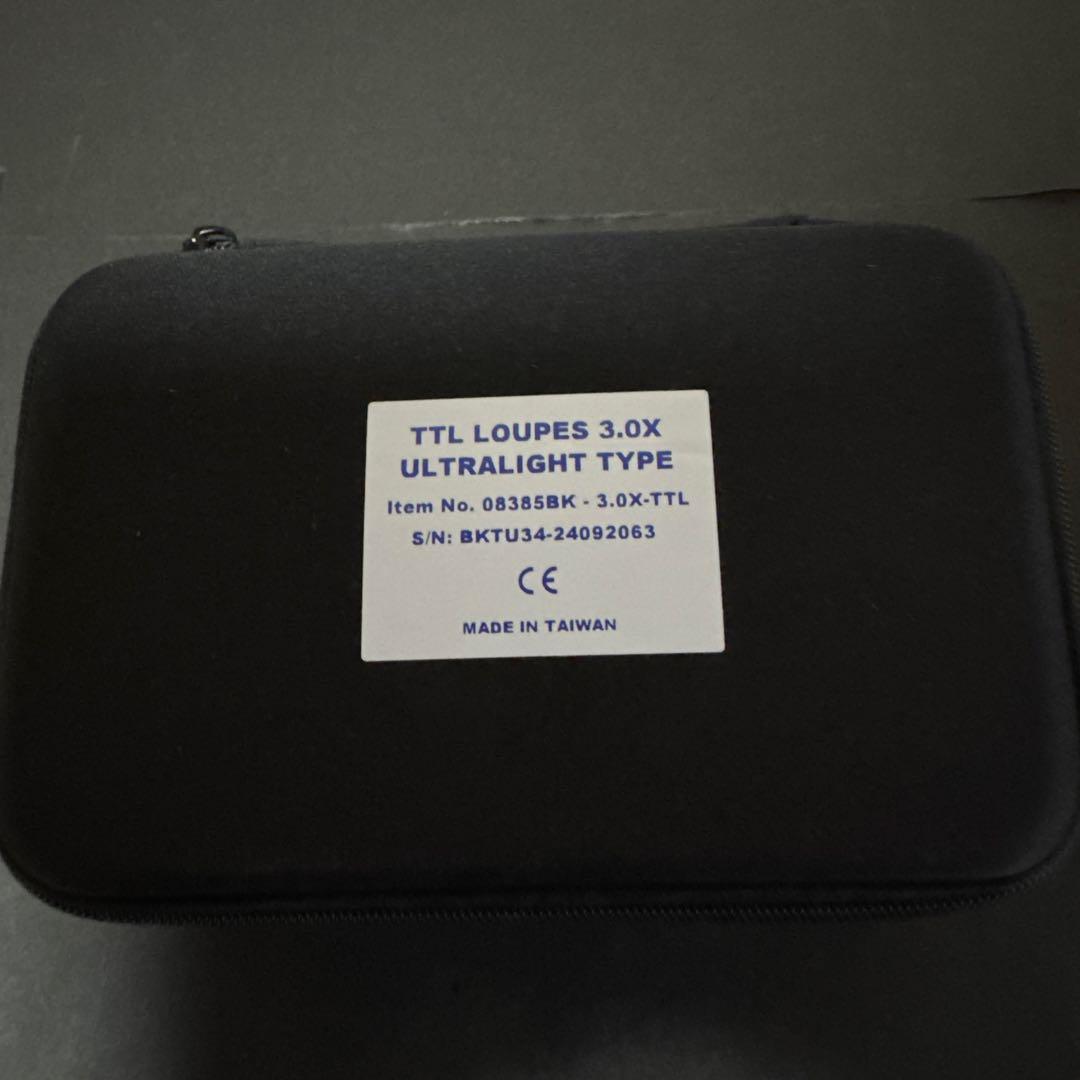 TTL LOUPES 3.0X
ULTRALIGHT TYPE
Item No. 08385BK - 3.0X-TTL
S/N: BKTU34-24092063
CE
MADE IN TAIWAN